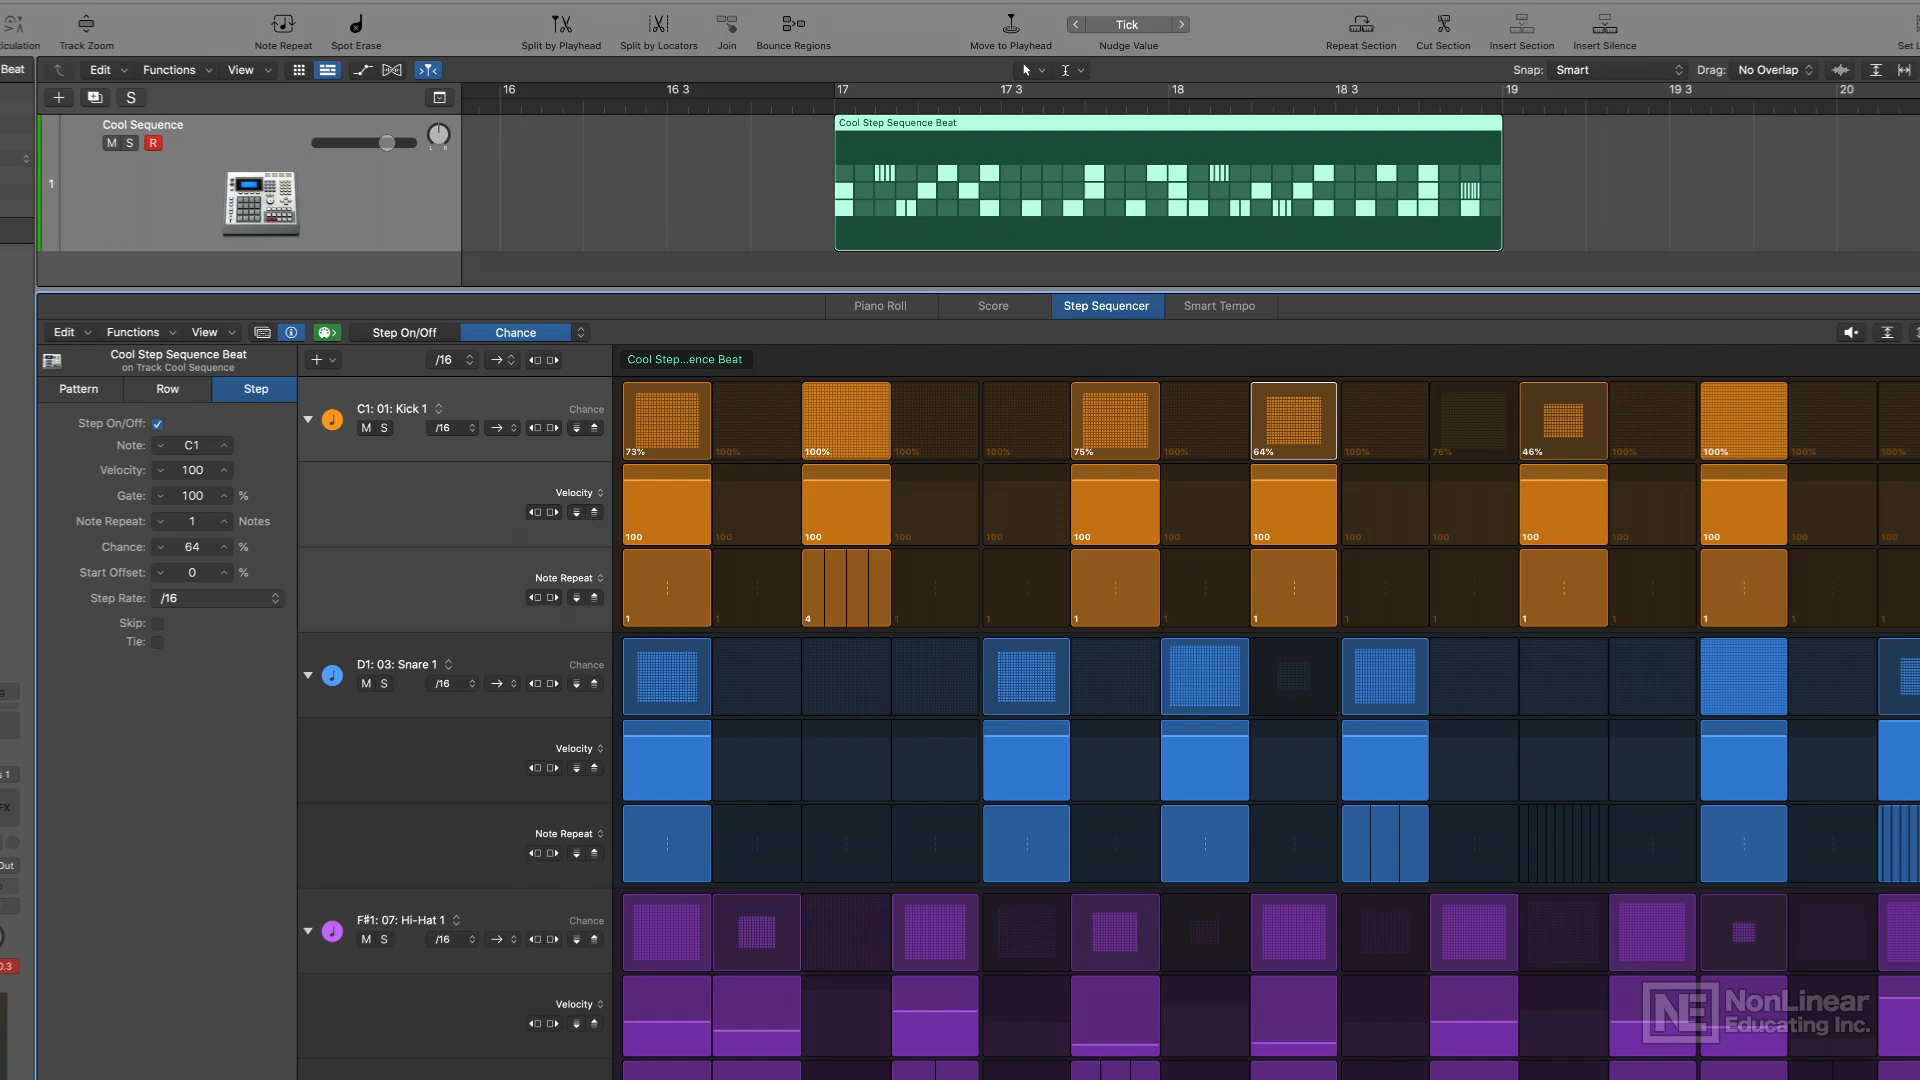 culation Track Zoom Note Repeat Spot Erase Split by Playhead Split by Locators Join Bounce Regions Move to Playhead Tick Nudge Value Repeat Section Cut Section Insert Section Insert Silence Set L
Beat Edit Functions View Snap: Smart Drag: No Overlap
S 16 16 3 17 17 3 18 18 3 19 19 3 20
Cool Sequence
M S R
L R
1
Cool Step Sequence Beat
Piano Roll Score Step Sequencer Smart Tempo
Edit Functions View Step On/Off Chance
Cool Step Sequence Beat
on Track Cool Sequence
/16
Cool Step...ence Beat
Pattern Row Step
Step On/Off:
Note: C1
Velocity: 100
Gate: 100 %
Note Repeat: 1 Notes
Chance: 64 %
Start Offset: 0 %
Step Rate: /16
Skip:
Tie:
C1: 01: Kick 1 Chance
M S /16
73% 100% 100% 100% 100% 75% 100% 64% 100% 76% 46% 100% 100% 100% 100%
Velocity
100 100 100 100 100 100 100 100 100 100 100 100 100 100 100
Note Repeat
1 1 4 1 1 1 1 1 1 1 1 1 1 1 1
D1: 03: Snare 1 Chance
M S /16
Velocity
Note Repeat
F#1: 07: Hi-Hat 1 Chance
M S /16
Velocity
g
s 1
FX
Out
0.3
NE NonLinear
Educating Inc.